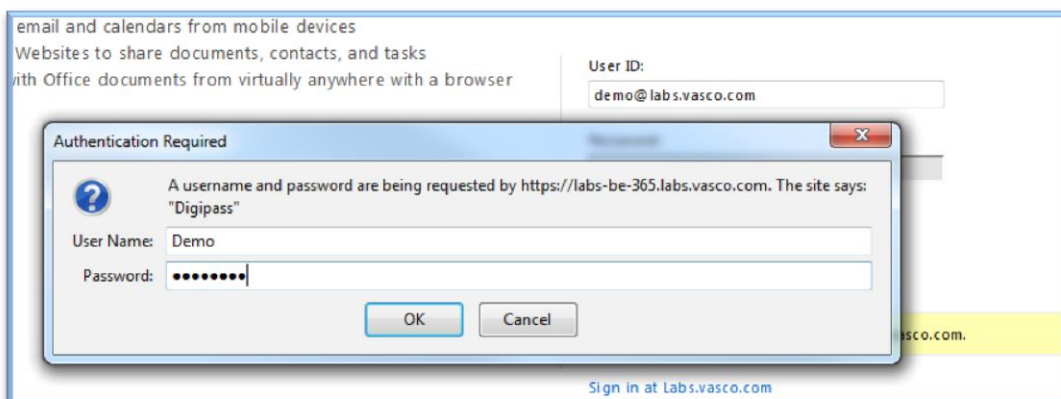 email and calendars from mobile devices
Websites to share documents, contacts, and tasks
with Office documents from virtually anywhere with a browser
User ID:
demo@labs.vasco.com
Authentication Required
A username and password are being requested by https://labs-be-365.labs.vasco.com. The site says:
"Digipass"
User Name: Demo
Password: ●●●●●●●●
OK Cancel
asco.com.
Sign in at Labs.vasco.com